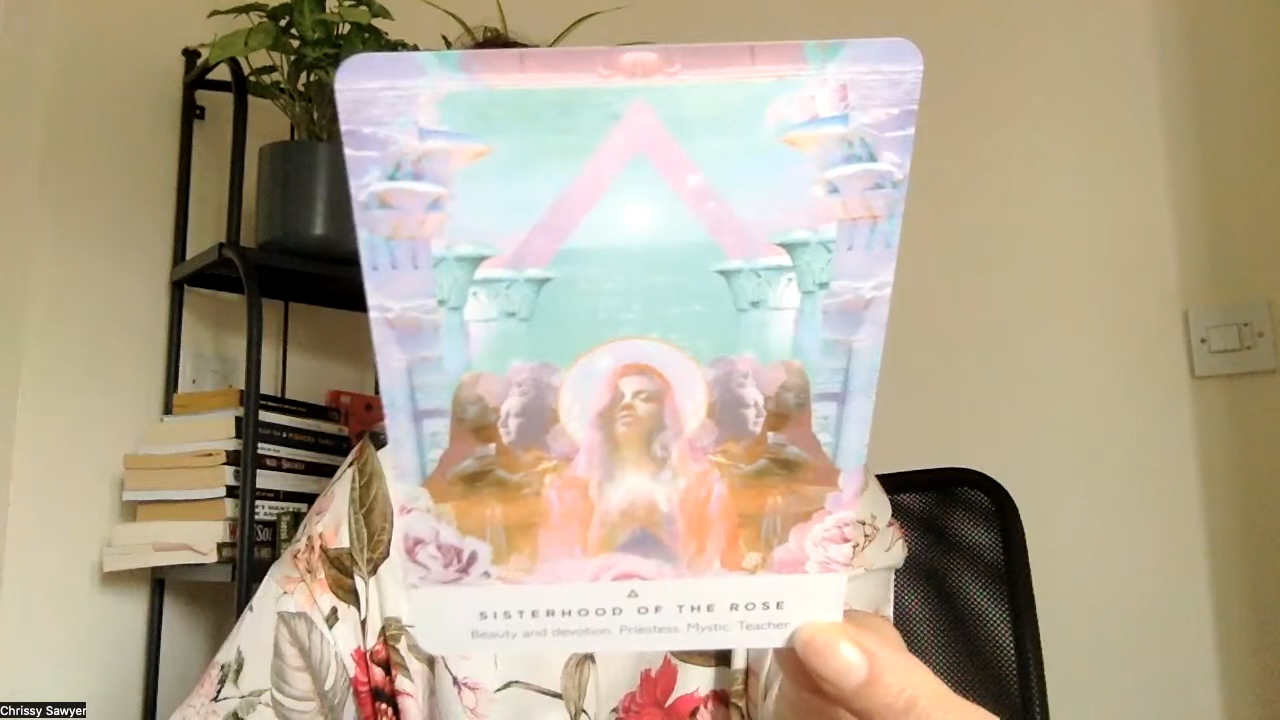 SISTERHOOD OF THE ROSE
Beauty and devotion. Priestess. Mystic. Teacher
Chrissy Sawyer